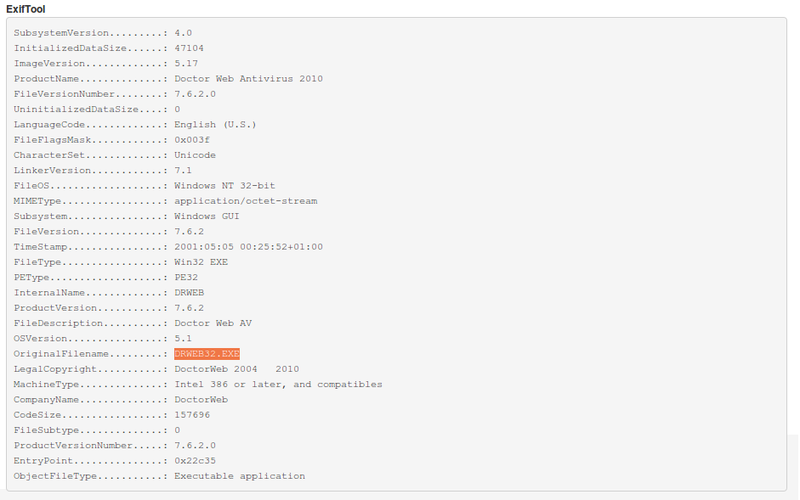 ExifTool
SubsystemVersion.........: 4.0
InitializedDataSize......: 47104
ImageVersion.............: 5.17
ProductName..............: Doctor Web Antivirus 2010
FileVersionNumber........: 7.6.2.0
UninitializedDataSize....: 0
LanguageCode.............: English (U.S.)
FileFlagsMask............: 0x003f
CharacterSet.............: Unicode
LinkerVersion............: 7.1
FileOS...................: Windows NT 32-bit
MIMEType.................: application/octet-stream
Subsystem................: Windows GUI
FileVersion..............: 7.6.2
TimeStamp................: 2001:05:05 00:25:52+01:00
FileType.................: Win32 EXE
PEType...................: PE32
InternalName.............: DRWEB
ProductVersion...........: 7.6.2
FileDescription..........: Doctor Web AV
OSVersion................: 5.1
OriginalFilename.........: DRWEB32.EXE
LegalCopyright...........: DoctorWeb 2004   2010
MachineType..............: Intel 386 or later, and compatibles
CompanyName..............: DoctorWeb
CodeSize.................: 157696
FileSubtype..............: 0
ProductVersionNumber.....: 7.6.2.0
EntryPoint...............: 0x22c35
ObjectFileType...........: Executable application